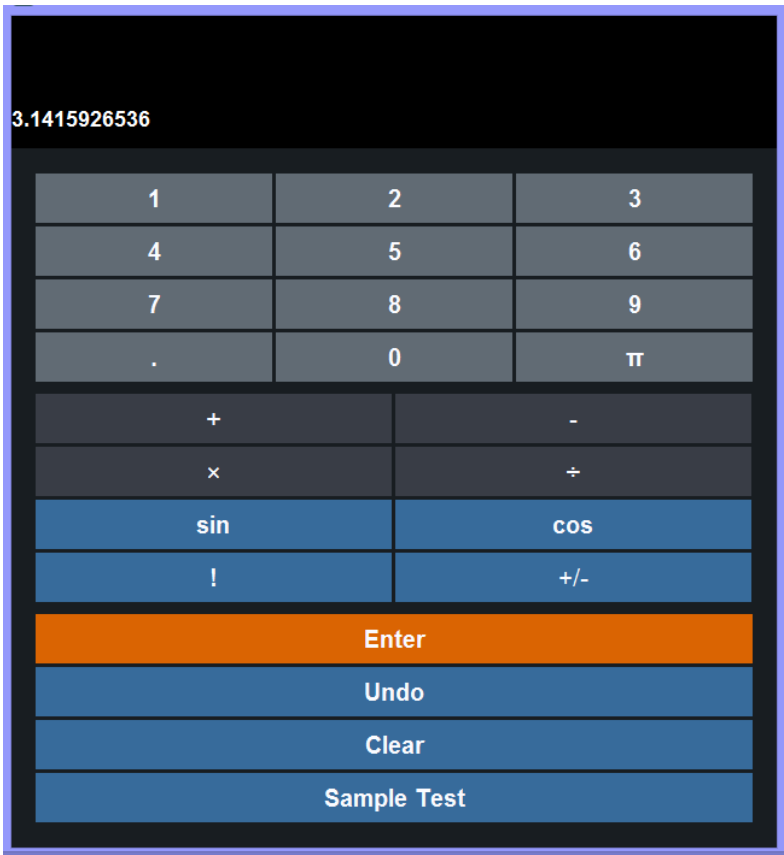 3.1415926536
1 2 3
4 5 6
7 8 9
. 0 π
+ -
× ÷
sin cos
! +/-
Enter
Undo
Clear
Sample Test